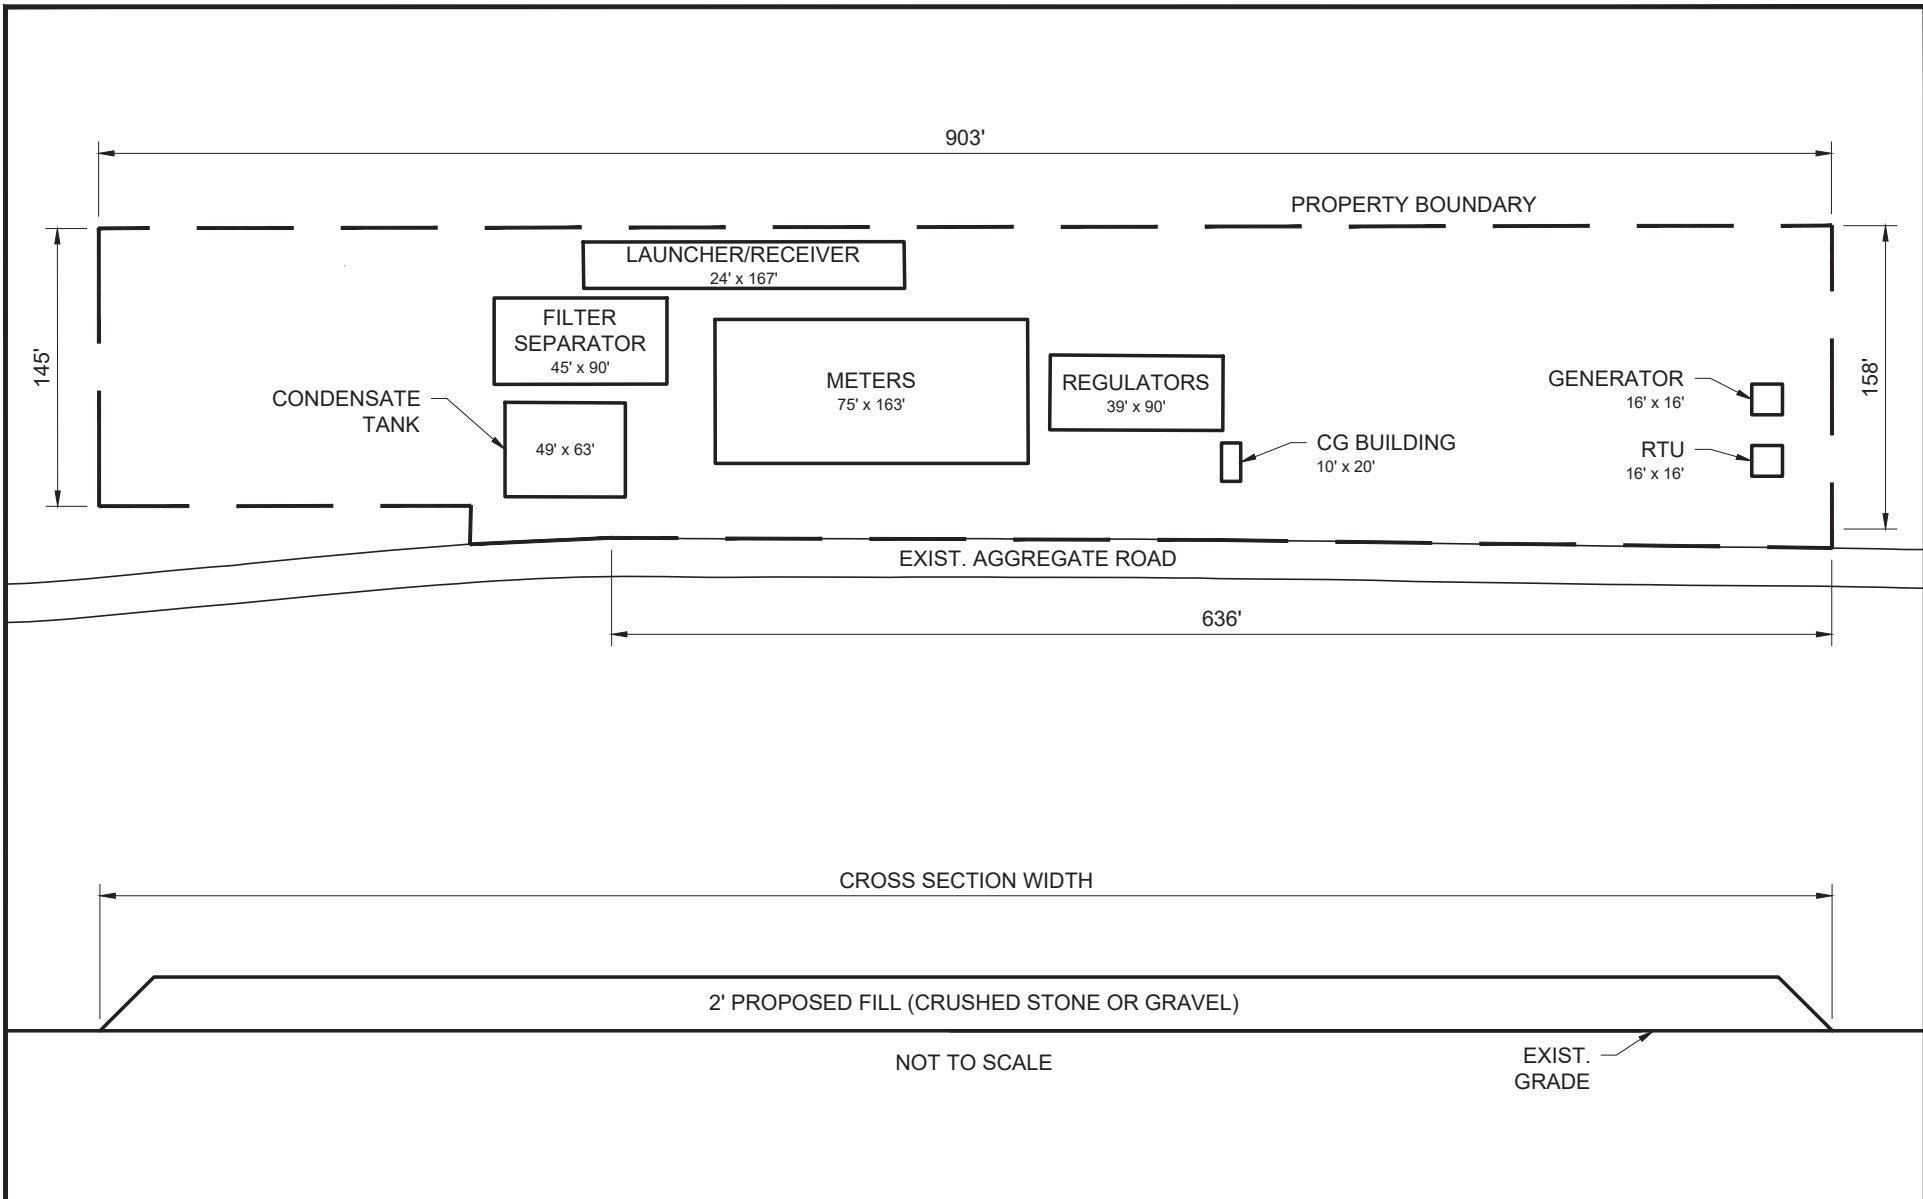 903'
PROPERTY BOUNDARY
LAUNCHER/RECEIVER
24' x 167'
FILTER
SEPARATOR
45' x 90'
145'
METERS
75' x 163'
REGULATORS
39' x 90'
GENERATOR
16' x 16'
158'
CONDENSATE
TANK
49' x 63'
CG BUILDING
10' x 20'
RTU
16' x 16'
EXIST. AGGREGATE ROAD
636'
CROSS SECTION WIDTH
2' PROPOSED FILL (CRUSHED STONE OR GRAVEL)
NOT TO SCALE
EXIST.
GRADE